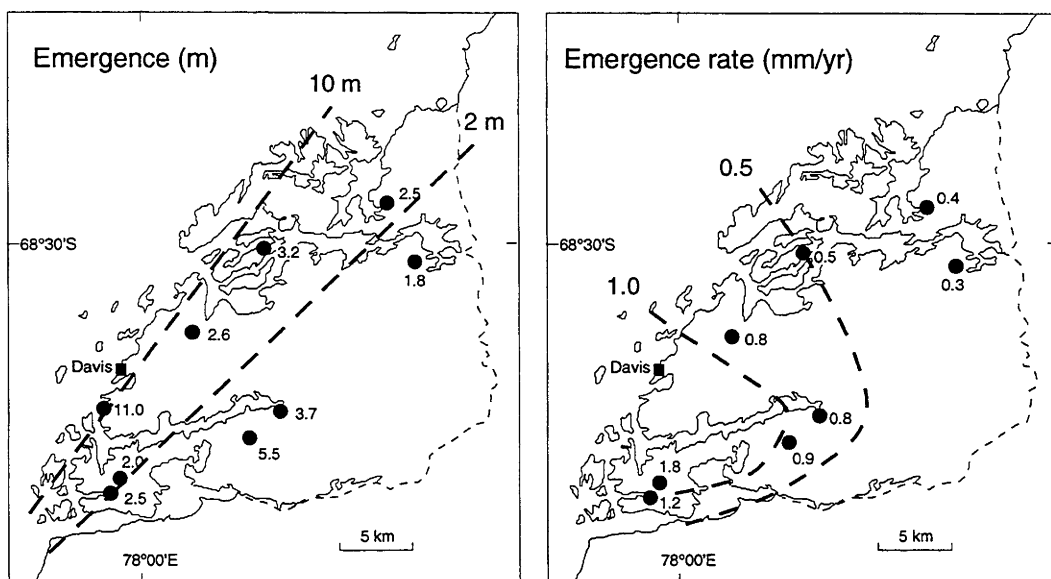 Emergence (m)
10 m
2 m
2.5
68°30'S
3.2
1.8
2.6
Davis
11.0
3.7
5.5
2.0
2.5
5 km
78°00'E
Emergence rate (mm/yr)
0.5
0.4
68°30'S
0.5
0.3
1.0
0.8
Davis
0.8
0.9
1.8
1.2
5 km
78°00'E